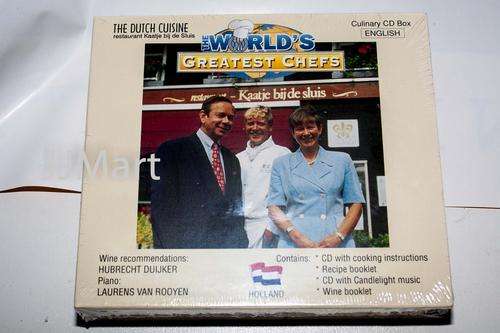 THE DUTCH CUISINE
restaurant Kaatje bij de Sluis
THE WORLD'S
GREATEST CHEFS
Culinary CD Box
ENGLISH
restaurant - Kaatje bij de sluis
JJMart
Wine recommendations:
HUBRECHT DUIJKER
Piano:
LAURENS VAN ROOYEN
HOLLAND
Contains: * CD with cooking instructions
* Recipe booklet
* CD with Candlelight music
* Wine booklet